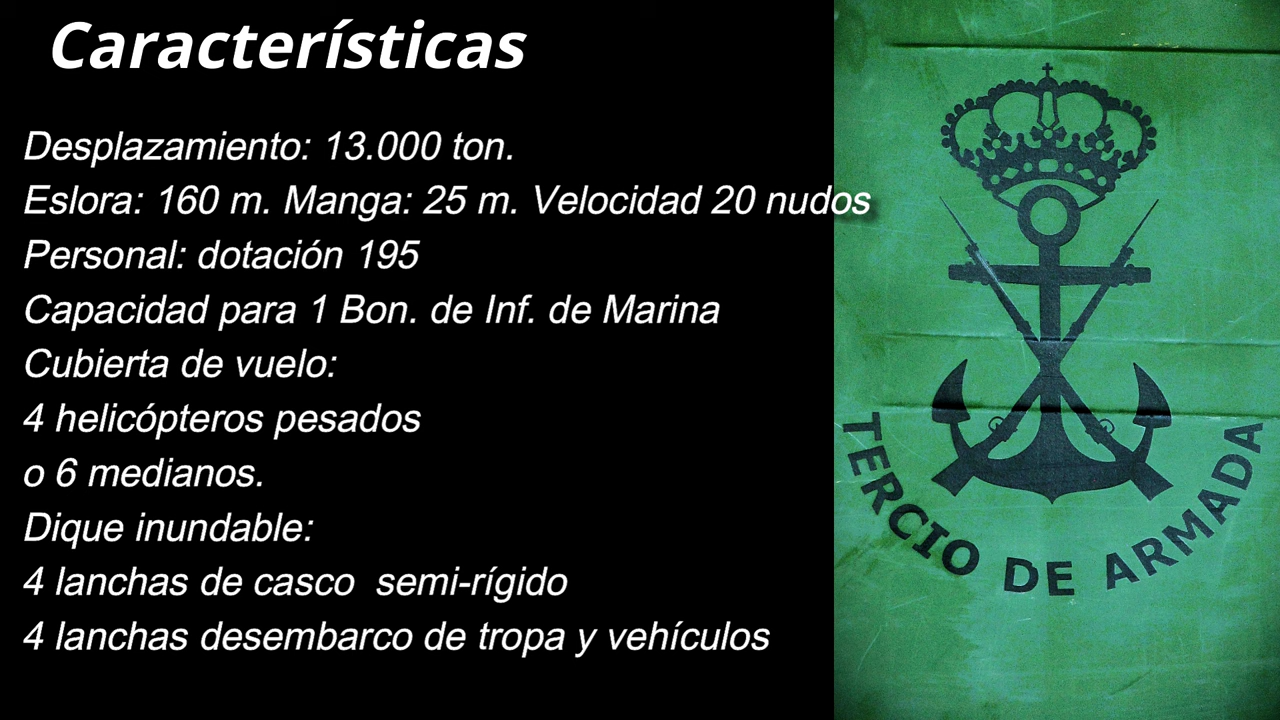 Características
Desplazamiento: 13.000 ton.
Eslora: 160 m. Manga: 25 m. Velocidad 20 nudos
Personal: dotación 195
Capacidad para 1 Bon. de Inf. de Marina
Cubierta de vuelo:
4 helicópteros pesados
o 6 medianos.
Dique inundable:
4 lanchas de casco  semi-rígido
4 lanchas desembarco de tropa y vehículos
TERCIO DE ARMADA